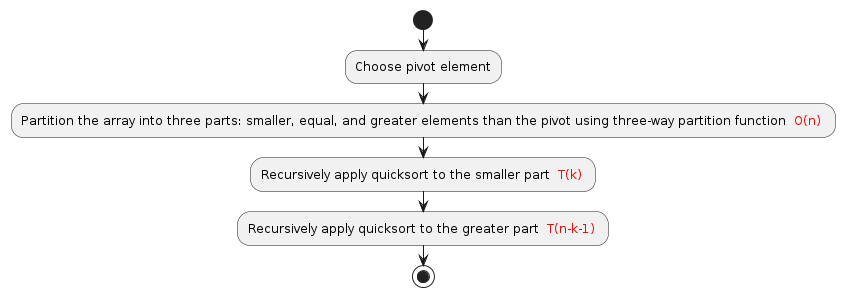 Choose pivot element
Partition the array into three parts: smaller, equal, and greater elements than the pivot using three-way partition function O(n)
Recursively apply quicksort to the smaller part T(k)
Recursively apply quicksort to the greater part T(n-k-1)